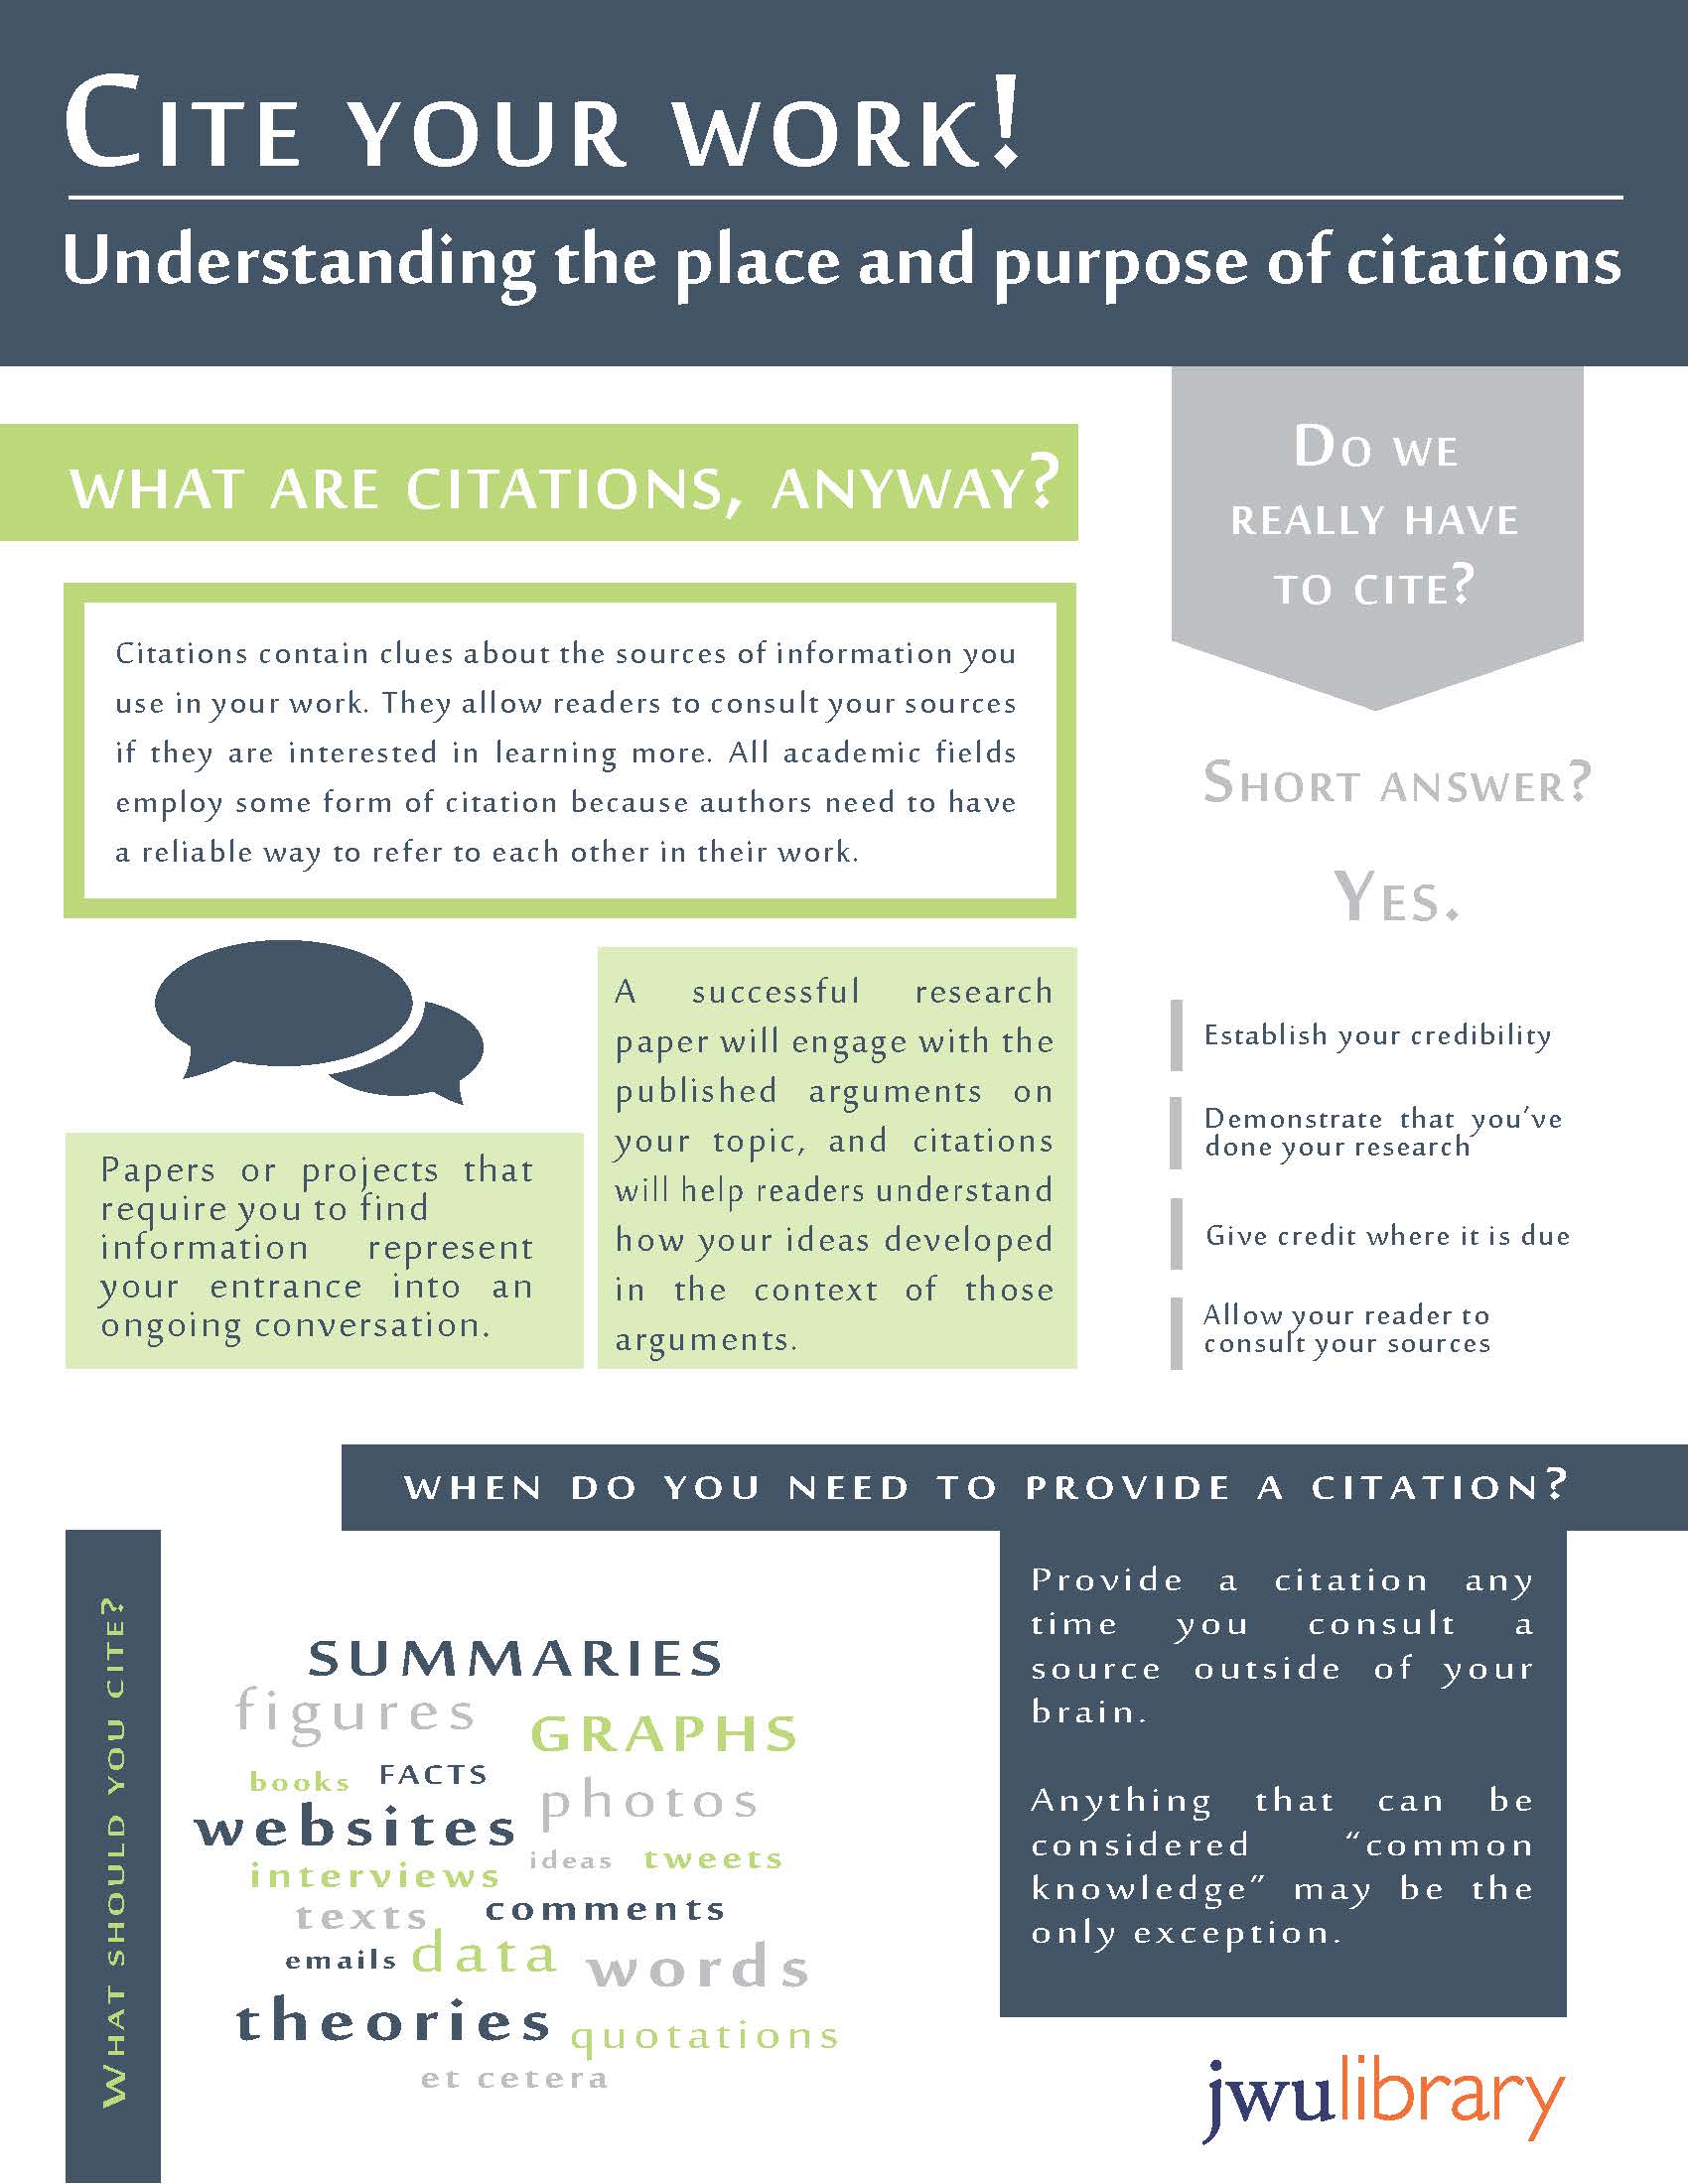 CITE YOUR WORK!
Understanding the place and purpose of citations
WHAT ARE CITATIONS, ANYWAY?
Citations contain clues about the sources of information you
use in your work. They allow readers to consult your sources
if they are interested in learning more. All academic fields
employ some form of citation because authors need to have
a reliable way to refer to each other in their work.
Papers or projects that
require you to find
information represent
your entrance into an
ongoing conversation.
A successful research
paper will engage with the
published arguments on
your topic, and citations
will help readers understand
how your ideas developed
in the context of those
arguments.
DO WE
REALLY HAVE
TO CITE?
SHORT ANSWER?
YES.
Establish your credibility
Demonstrate that you've
done your research
Give credit where it is due
Allow your reader to
consult your sources
WHEN DO YOU NEED TO PROVIDE A CITATION?
WHAT SHOULD YOU CITE?
SUMMARIES
figures
GRAPHS
books FACTS
photos
websites
ideas tweets
interviews
texts comments
emails data words
theories quotations
et cetera
Provide a citation any
time you consult a
source outside of your
brain.
Anything that can be
considered "common
knowledge" may be the
only exception.
jwulibrary